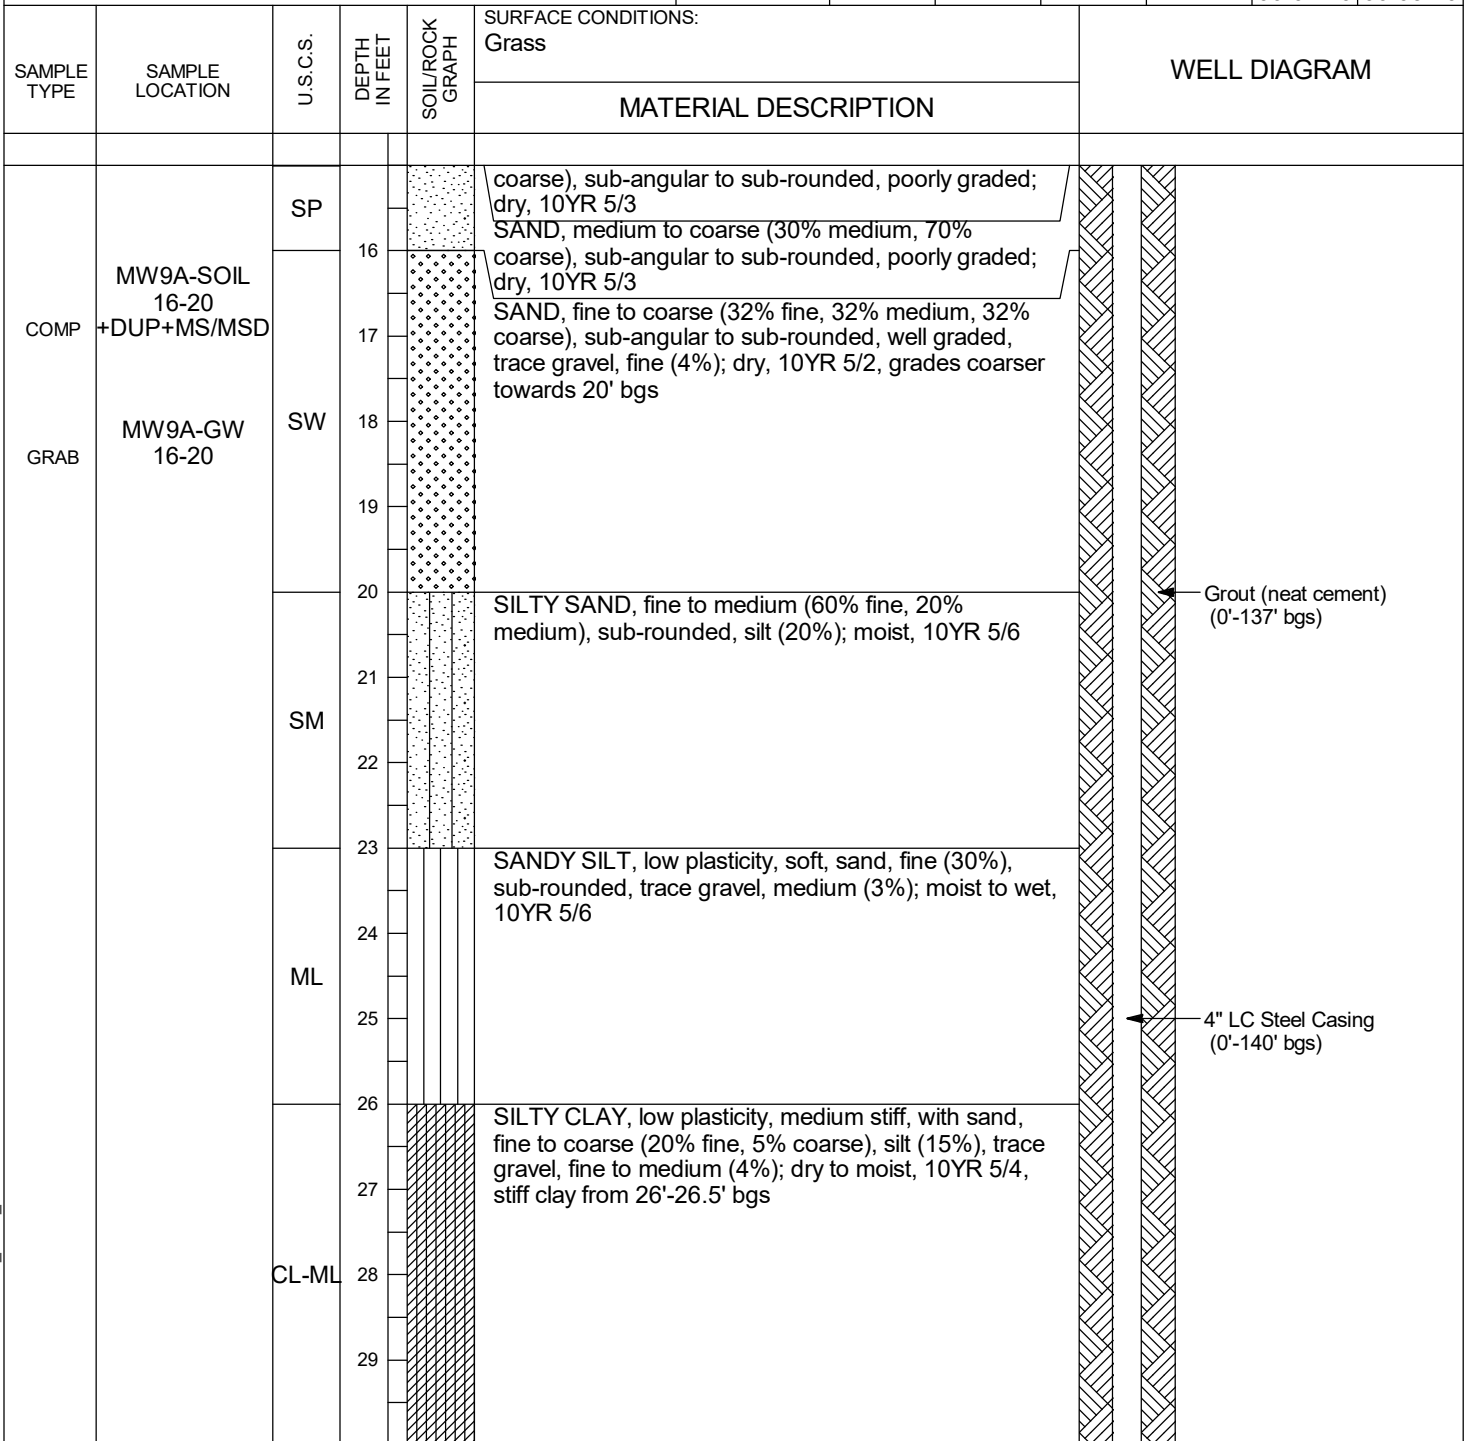 SURFACE CONDITIONS:
Grass
SAMPLE
TYPE
SAMPLE
LOCATION
U.S.C.S.
DEPTH
IN FEET
SOIL/ROCK
GRAPH
MATERIAL DESCRIPTION
WELL DIAGRAM
coarse), sub-angular to sub-rounded, poorly graded;
dry, 10YR 5/3
SP
SAND, medium to coarse (30% medium, 70%
coarse), sub-angular to sub-rounded, poorly graded;
dry, 10YR 5/3
16
MW9A-SOIL
16-20
+DUP+MS/MSD
COMP
17
SAND, fine to coarse (32% fine, 32% medium, 32%
coarse), sub-angular to sub-rounded, well graded,
trace gravel, fine (4%); dry, 10YR 5/2, grades coarser
towards 20' bgs
SW
18
MW9A-GW
16-20
GRAB
19
20
SILTY SAND, fine to medium (60% fine, 20%
medium), sub-rounded, silt (20%); moist, 10YR 5/6
Grout (neat cement)
(0'-137' bgs)
21
SM
22
23
SANDY SILT, low plasticity, soft, sand, fine (30%),
sub-rounded, trace gravel, medium (3%); moist to wet,
10YR 5/6
24
ML
25
4" LC Steel Casing
(0'-140' bgs)
26
SILTY CLAY, low plasticity, medium stiff, with sand,
fine to coarse (20% fine, 5% coarse), silt (15%), trace
gravel, fine to medium (4%); dry to moist, 10YR 5/4,
stiff clay from 26'-26.5' bgs
27
CL-ML
28
29